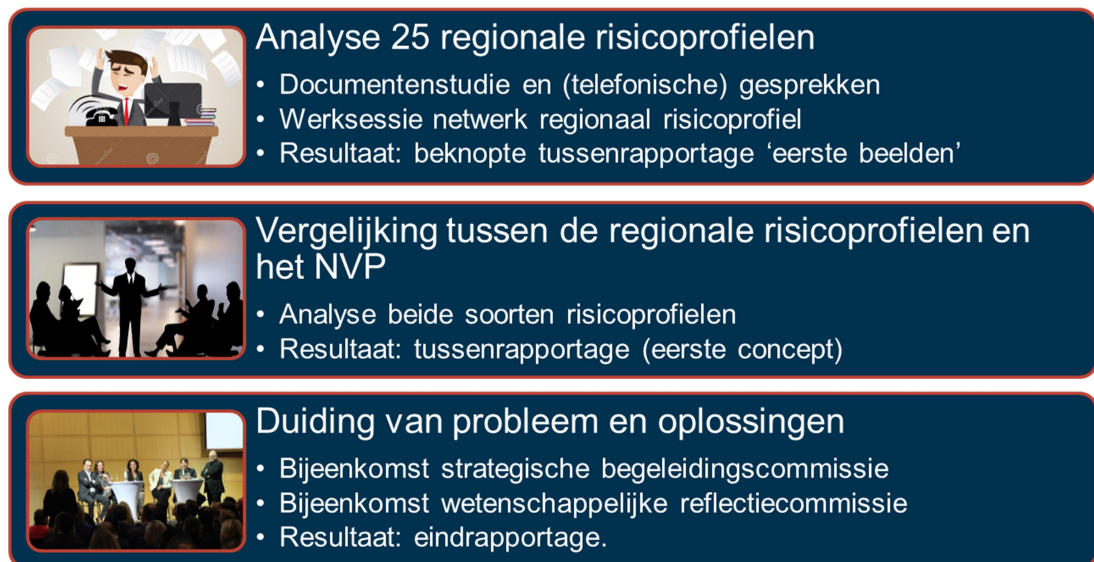 Analyse 25 regionale risicoprofielen
• Documentenstudie en (telefonische) gesprekken
• Werksessie netwerk regionaal risicoprofiel
• Resultaat: beknopte tussenrapportage ‘eerste beelden’
Vergelijking tussen de regionale risicoprofielen en
het NVP
• Analyse beide soorten risicoprofielen
• Resultaat: tussenrapportage (eerste concept)
Duiding van probleem en oplossingen
• Bijeenkomst strategische begeleidingscommissie
• Bijeenkomst wetenschappelijke reflectiecommissie
• Resultaat: eindrapportage.